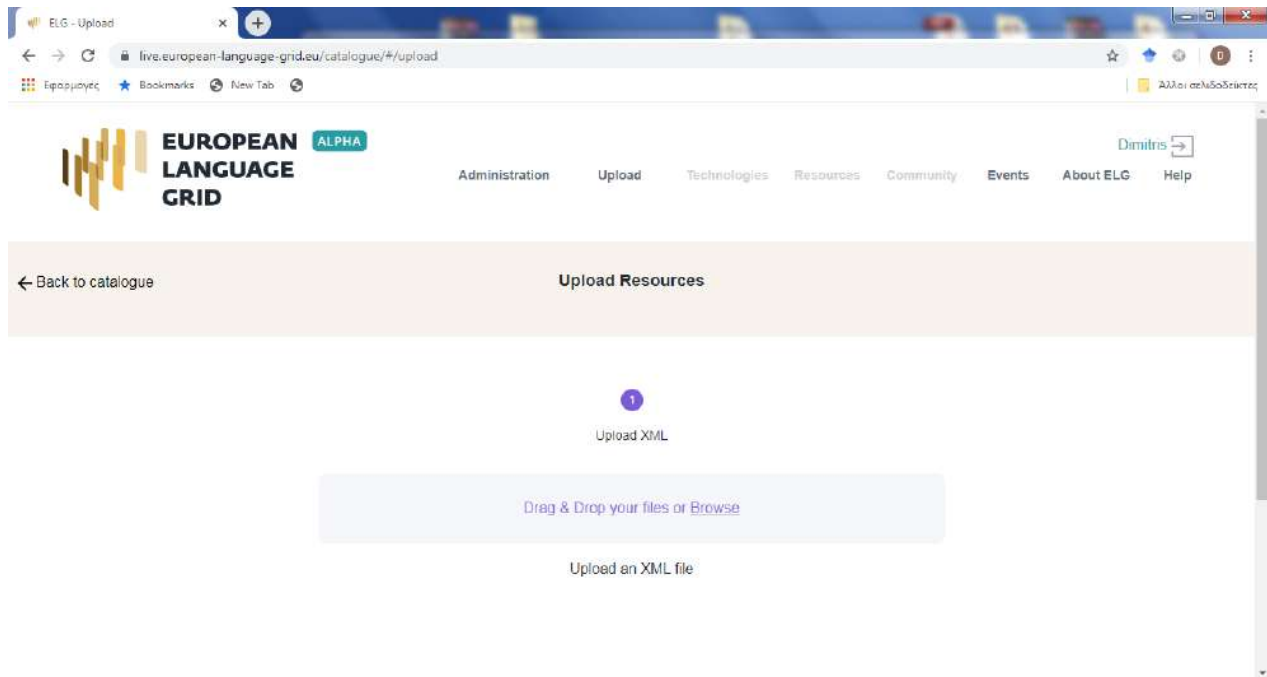 ELG - Upload
live.european-language-grid.eu/catalogue/#/upload
D
Εφαρμογές Bookmarks New Tab Άλλοι σελιδοδείκτες
EUROPEAN ALPHA
LANGUAGE
GRID
Dimitris
Administration Upload Technologies Resources Community Events About ELG Help
← Back to catalogue Upload Resources
1
Upload XML
Drag & Drop your files or Browse
Upload an XML file